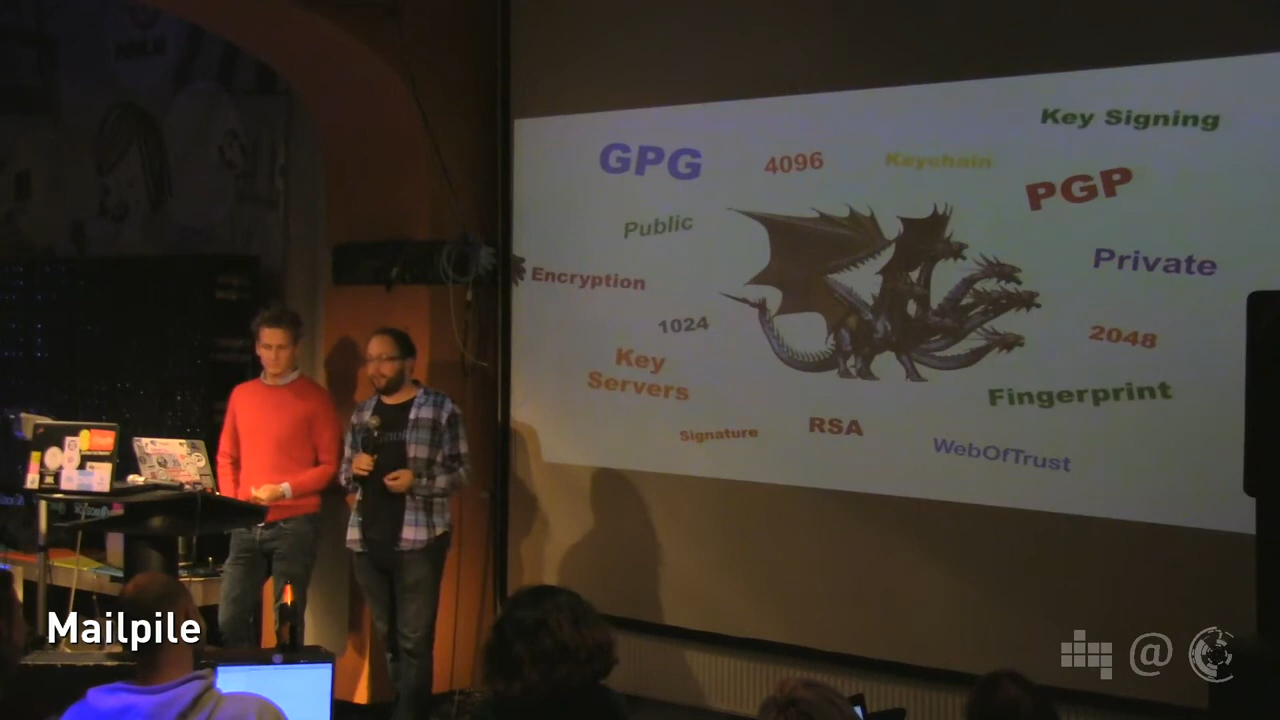 Key Signing
GPG
4096
Keychain
PGP
Public
Private
Encryption
1024
2048
Key
Servers
Fingerprint
Signature
RSA
WebOfTrust
Mailpile
@